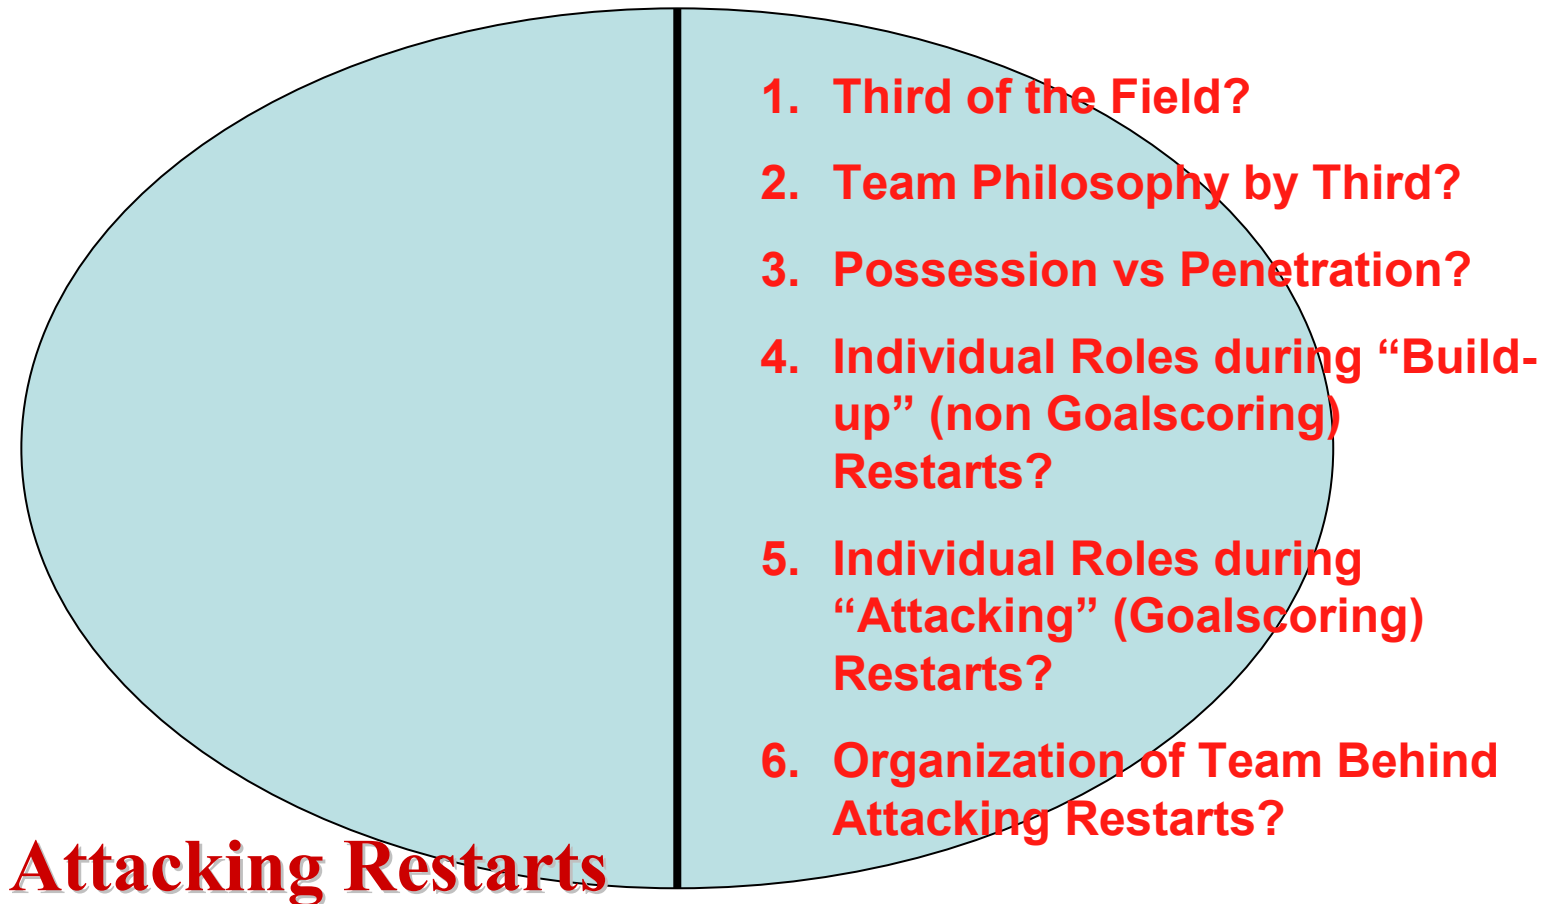 1. Third of the Field?
2. Team Philosophy by Third?
3. Possession vs Penetration?
4. Individual Roles during “Build-
up” (non Goalscoring)
Restarts?
5. Individual Roles during
“Attacking” (Goalscoring)
Restarts?
6. Organization of Team Behind
Attacking Restarts?
Attacking Restarts